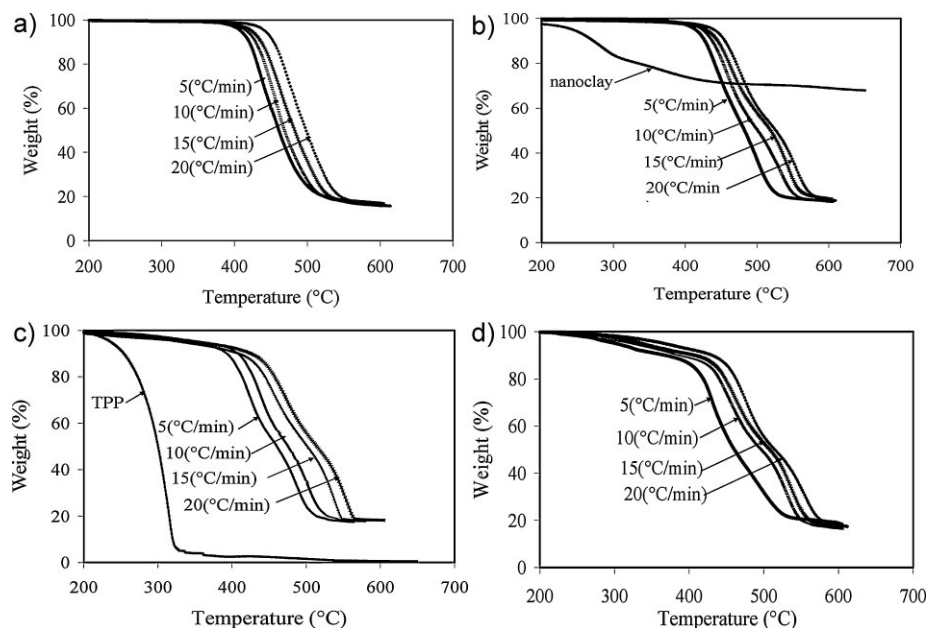 a)
100
80
60
40
20
0
Weight (%)
5(°C/min)
10(°C/min)
15(°C/min)
20(°C/min)
200 300 400 500 600 700
Temperature (°C)
b)
100
80
60
40
20
0
Weight (%)
nanoclay
5(°C/min)
10(°C/min)
15(°C/min)
20(°C/min
200 300 400 500 600 700
Temperature (°C)
c)
100
80
60
40
20
0
Weight (%)
TPP
5(°C/min)
10(°C/min)
15(°C/min)
20(°C/min)
200 300 400 500 600 700
Temperature (°C)
d)
100
80
60
40
20
0
Weight (%)
5(°C/min)
10(°C/min)
15(°C/min)
20(°C/min)
200 300 400 500 600 700
Temperature (°C)